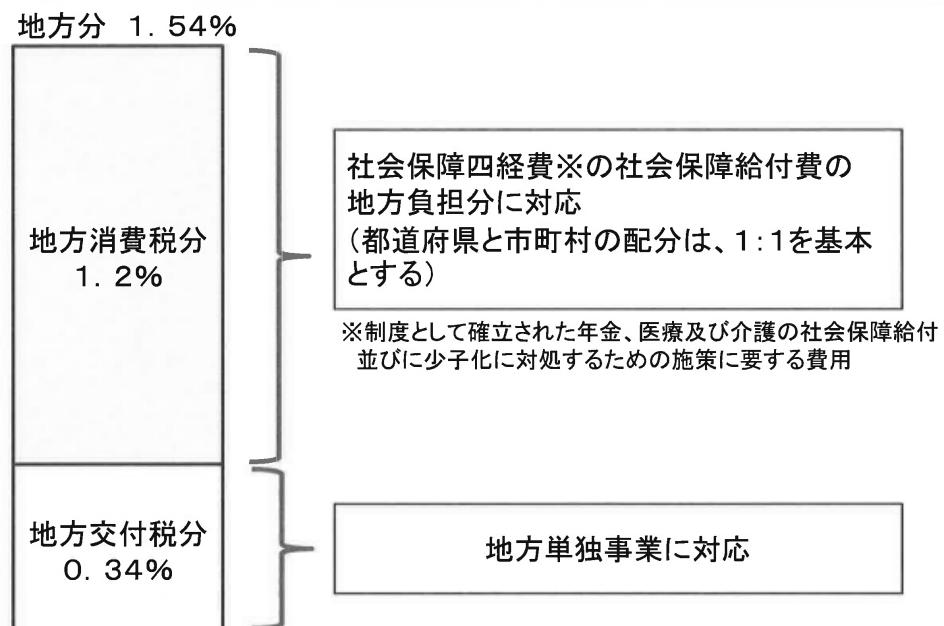 地方分 1.54%
地方消費税分
1.2%
社会保障四経費※の社会保障給付費の
地方負担分に対応
(都道府県と市町村の配分は、1:1を基本
とする)
※制度として確立された年金、医療及び介護の社会保障給付
並びに少子化に対処するための施策に要する費用
地方交付税分
0.34%
地方単独事業に対応